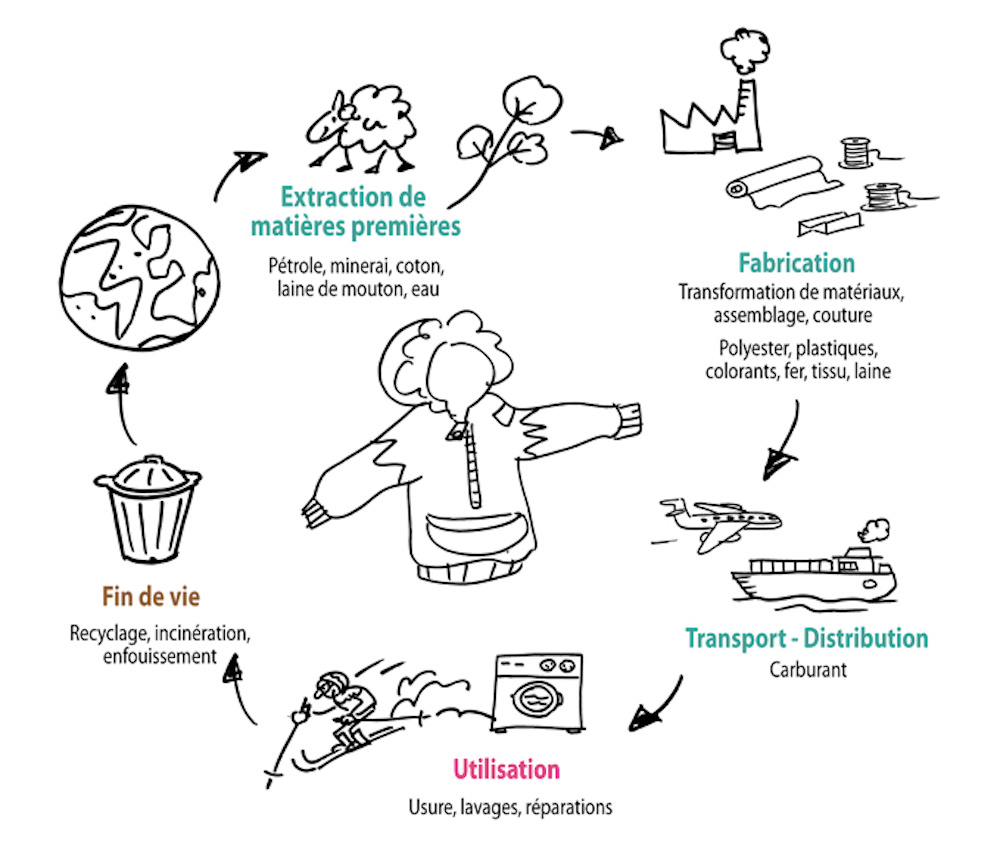 Extraction de
matières premières
Pétrole, minerai, coton,
laine de mouton, eau
Fabrication
Transformation de matériaux,
assemblage, couture
Polyester, plastiques,
colorants, fer, tissu, laine
Transport - Distribution
Carburant
Utilisation
Usure, lavages, réparations
Fin de vie
Recyclage, incinération,
enfouissement